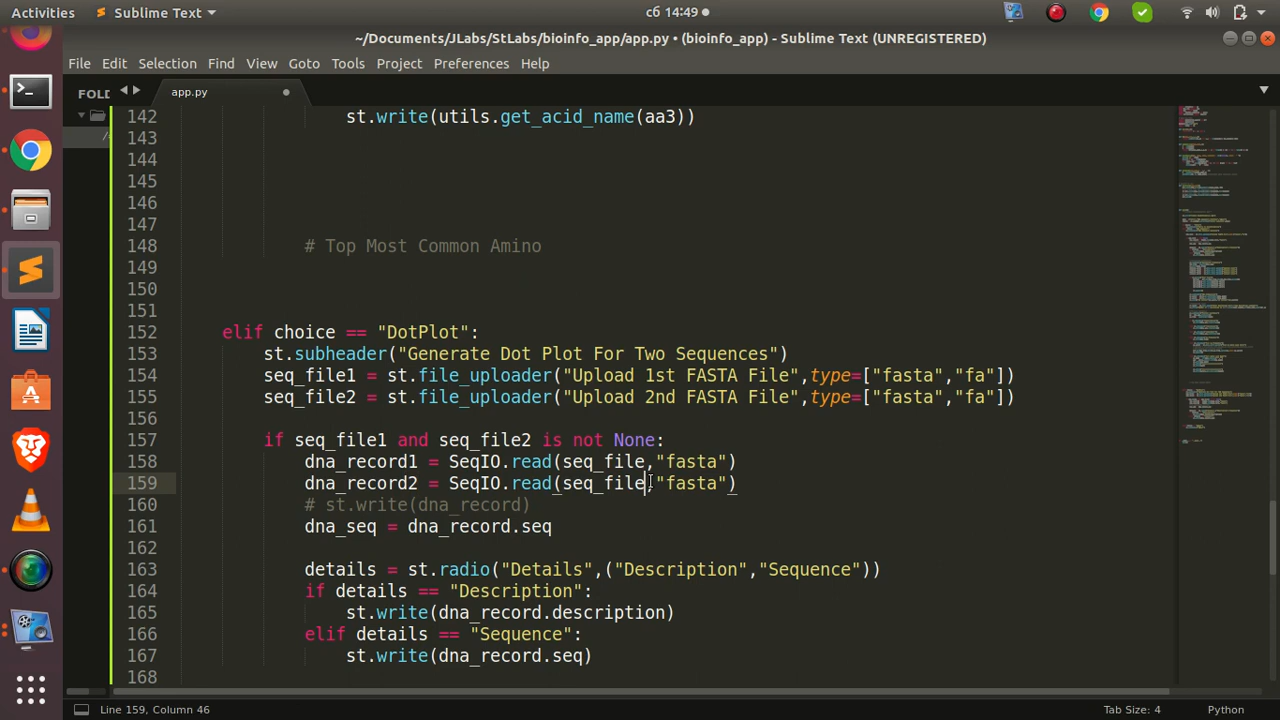 Activities Sublime Text сб 14:49
~/Documents/JLabs/StLabs/bioinfo_app/app.py • (bioinfo_app) - Sublime Text (UNREGISTERED)
File Edit Selection Find View Goto Tools Project Preferences Help
FOLD app.py
142 st.write(utils.get_acid_name(aa3))
143
144
145
146
147
148 # Top Most Common Amino
149
150
151
152 elif choice == "DotPlot":
153 st.subheader("Generate Dot Plot For Two Sequences")
154 seq_file1 = st.file_uploader("Upload 1st FASTA File",type=["fasta","fa"])
155 seq_file2 = st.file_uploader("Upload 2nd FASTA File",type=["fasta","fa"])
156
157 if seq_file1 and seq_file2 is not None:
158 dna_record1 = SeqIO.read(seq_file,"fasta")
159 dna_record2 = SeqIO.read(seq_file,"fasta")
160 # st.write(dna_record)
161 dna_seq = dna_record.seq
162
163 details = st.radio("Details",("Description","Sequence"))
164 if details == "Description":
165 st.write(dna_record.description)
166 elif details == "Sequence":
167 st.write(dna_record.seq)
168
Line 159, Column 46 Tab Size: 4 Python